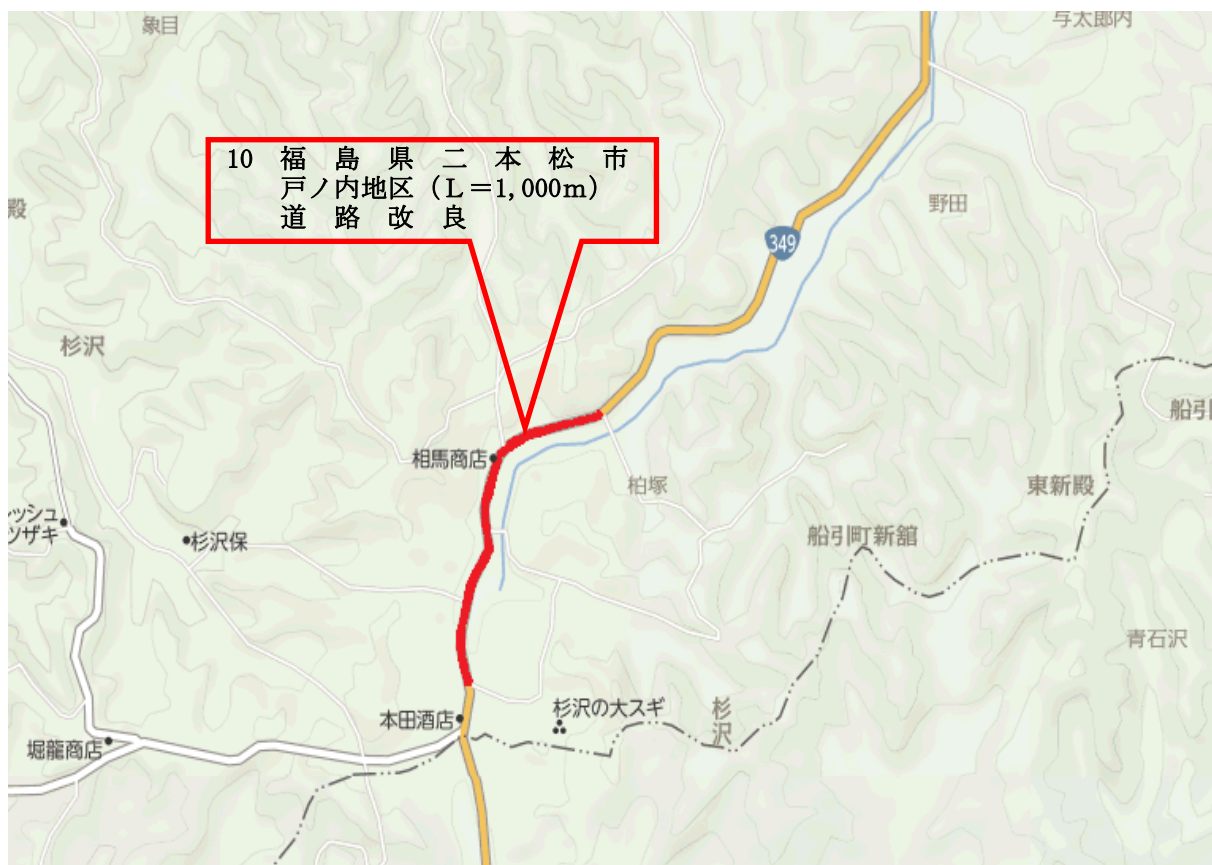 象目
与太郎内
10 福島県二本松市
戸ノ内地区（L＝1,000m）
道路改良
殿
野田
349
杉沢
船引
相馬商店
柏塚
東新殿
レッシュ
ツザキ
杉沢保
船引町新舘
青石沢
本田酒店
杉沢の大スギ
杉沢
堀龍商店